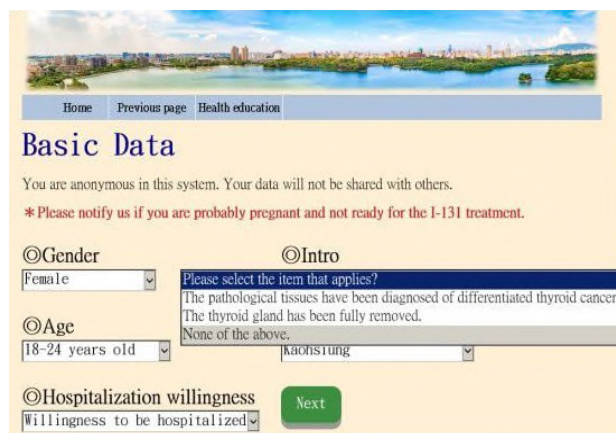 Home Previous page Health education
Basic Data
You are anonymous in this system. Your data will not be shared with others.
*Please notify us if you are probably pregnant and not ready for the I-131 treatment.
◎Gender
Female
◎Intro
Please select the item that applies?
The pathological tissues have been diagnosed of differentiated thyroid cancer
The thyroid gland has been fully removed.
None of the above.
◎Age
18-24 years old
Kaohsiung
◎Hospitalization willingness
Willingness to be hospitalized
Next